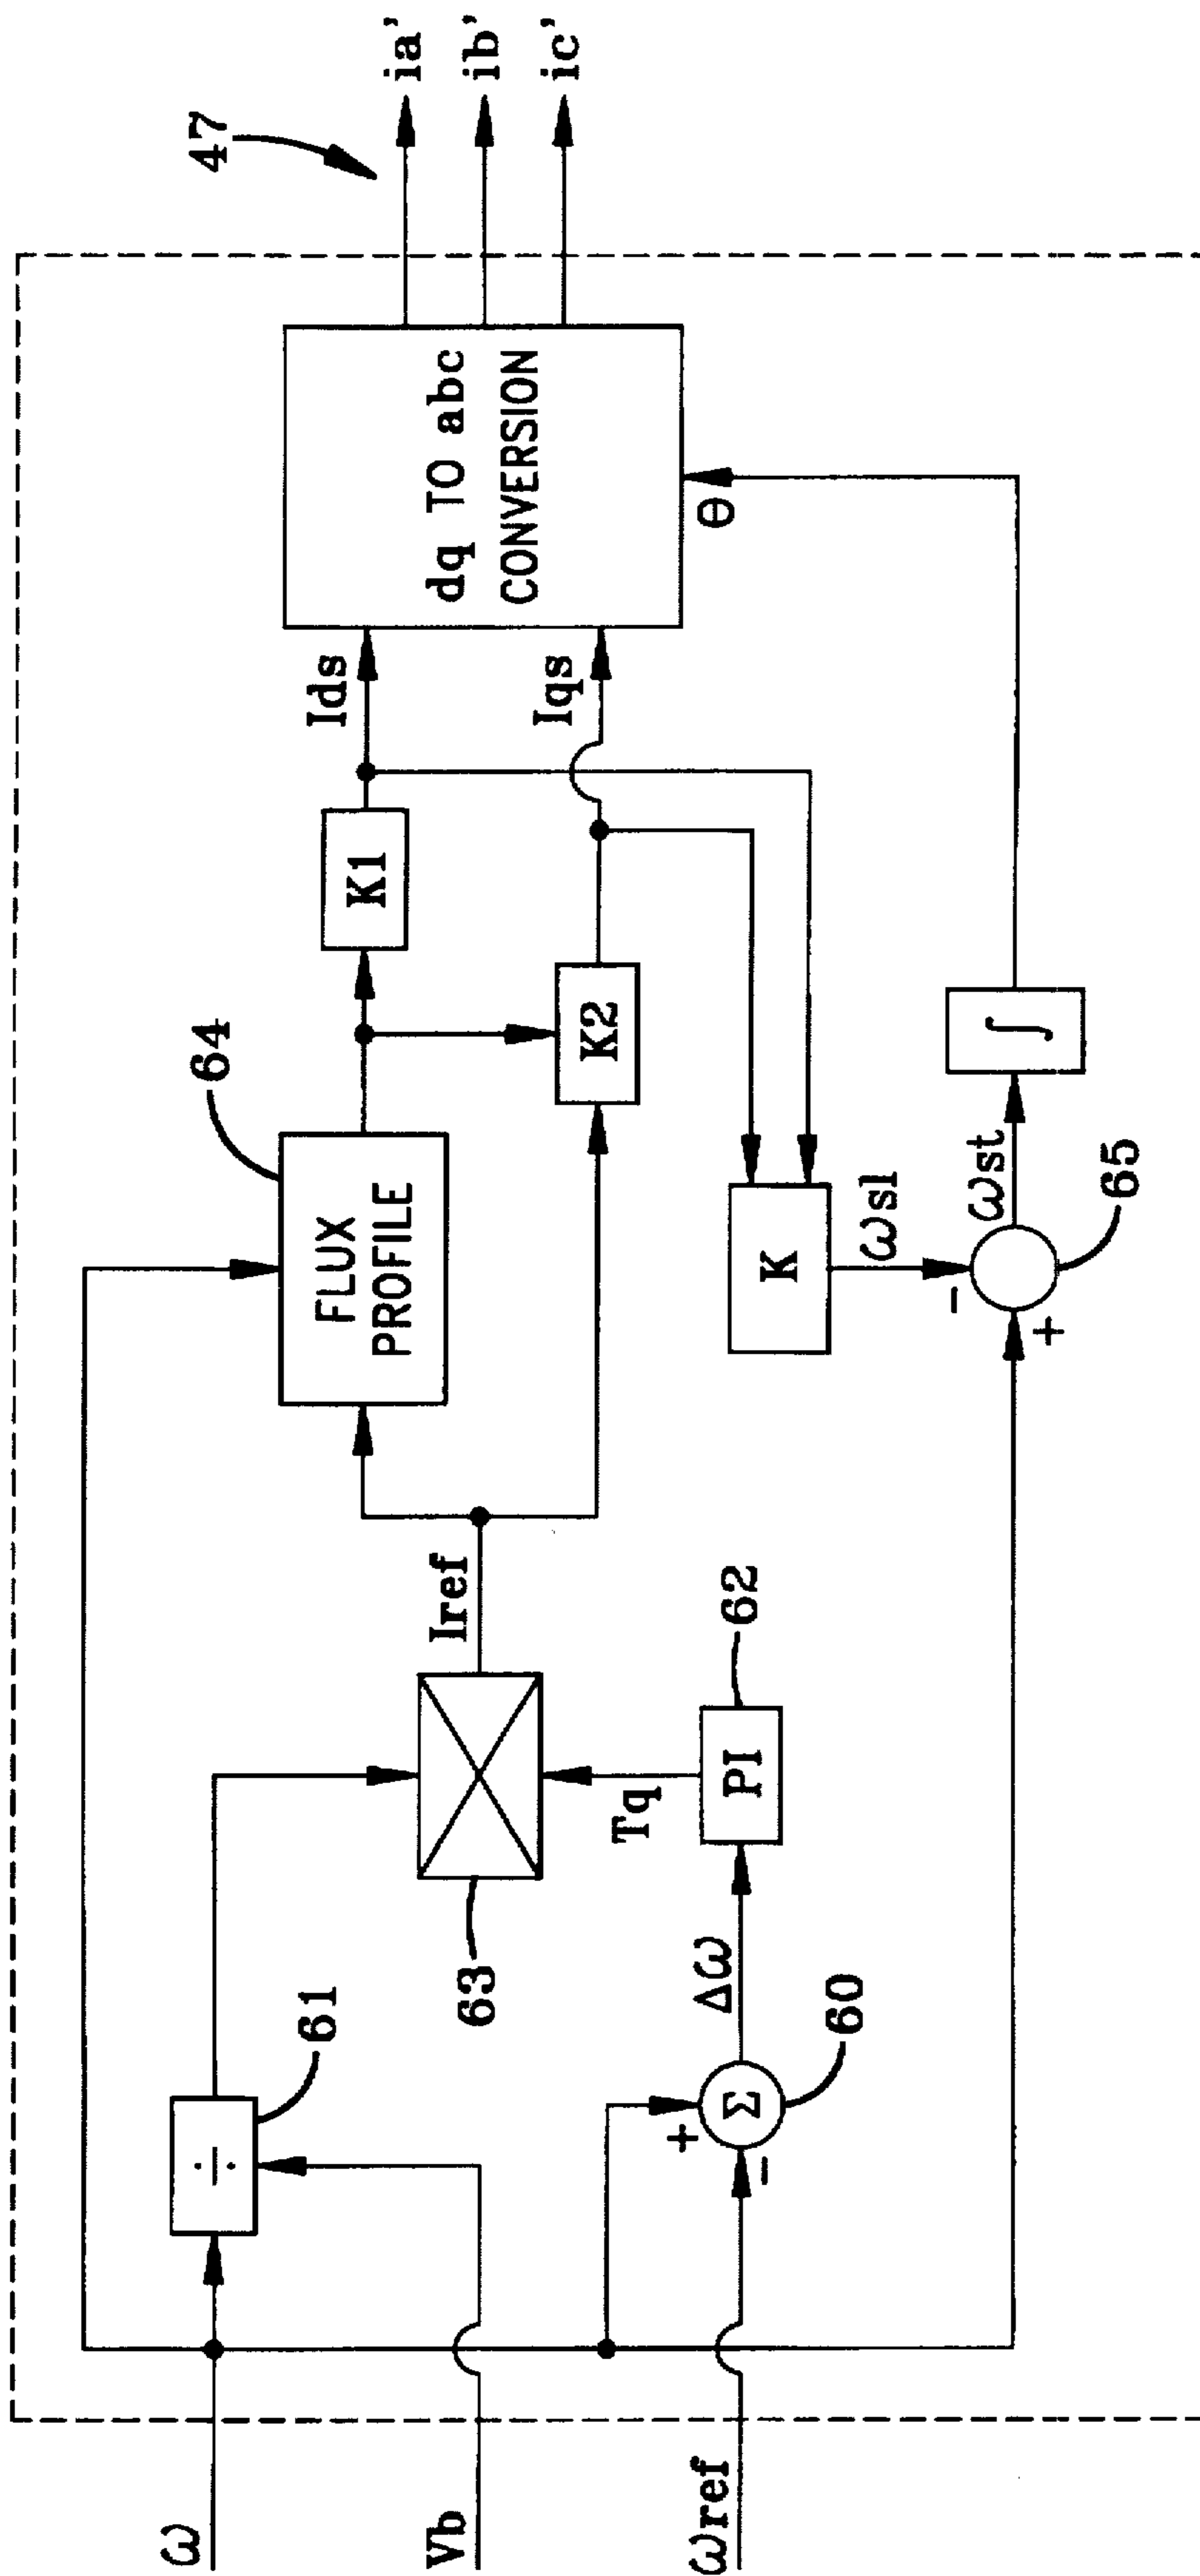 47
ia'
ib'
ic'
64
FLUX
PROFILE
K1
Ids
dq TO abc
CONVERSION
K2
Iqs
θ
61
÷
Iref
63
Tq
62
PI
K
ωsl
-
+
ωst
∫
65
Δω
+
Σ
-
60
ω
Vb
ωref